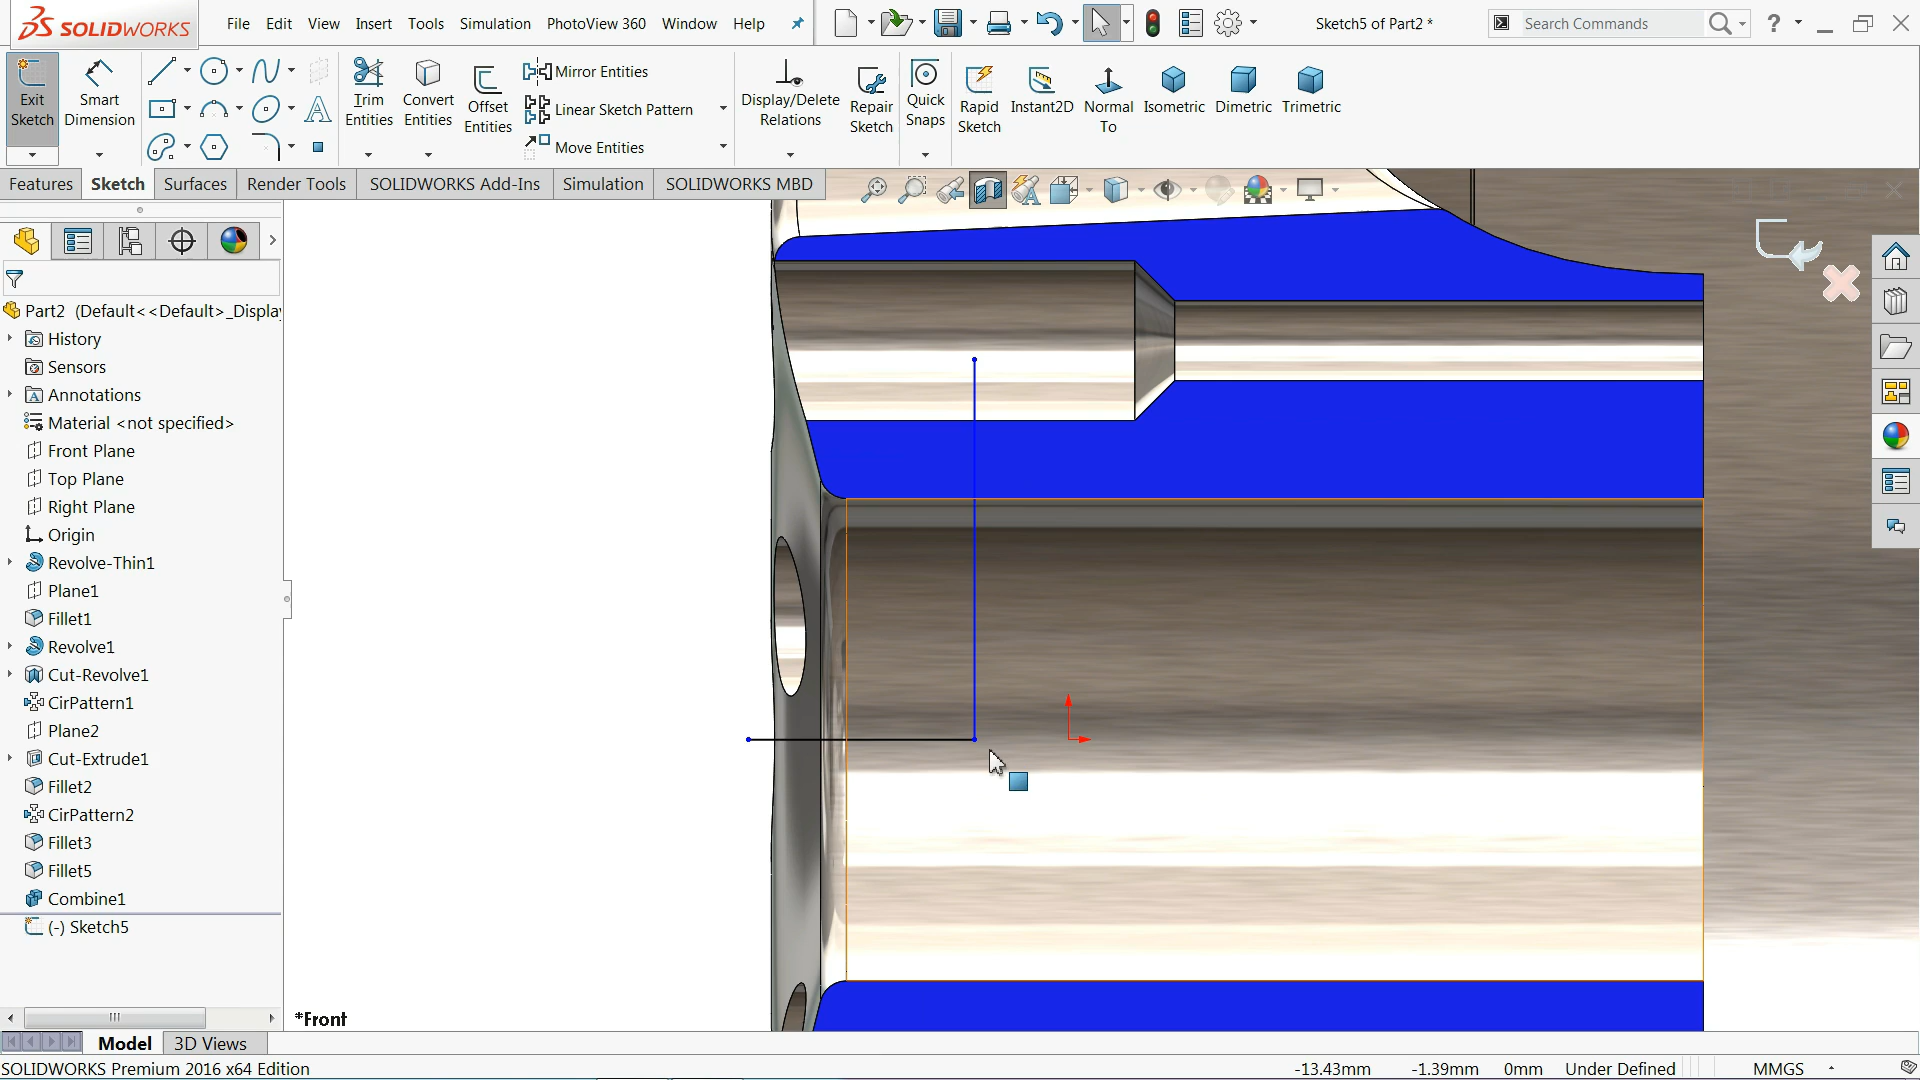 SOLIDWORKS File Edit View Insert Tools Simulation PhotoView 360 Window Help Sketch5 of Part2 * Search Commands ?
Exit Sketch
Smart Dimension
Trim Entities
Convert Entities
Offset Entities
Mirror Entities
Linear Sketch Pattern
Move Entities
Display/Delete Relations
Repair Sketch
Quick Snaps
Rapid Sketch
Instant2D
Normal To
Isometric
Dimetric
Trimetric
Features Sketch Surfaces Render Tools SOLIDWORKS Add-Ins Simulation SOLIDWORKS MBD
Part2 (Default<<Default>_Displa
History
Sensors
Annotations
Material <not specified>
Front Plane
Top Plane
Right Plane
Origin
Revolve-Thin1
Plane1
Fillet1
Revolve1
Cut-Revolve1
CirPattern1
Plane2
Cut-Extrude1
Fillet2
CirPattern2
Fillet3
Fillet5
Combine1
(-) Sketch5
*Front
Model 3D Views
SOLIDWORKS Premium 2016 x64 Edition -13.43mm -1.39mm 0mm Under Defined MMGS